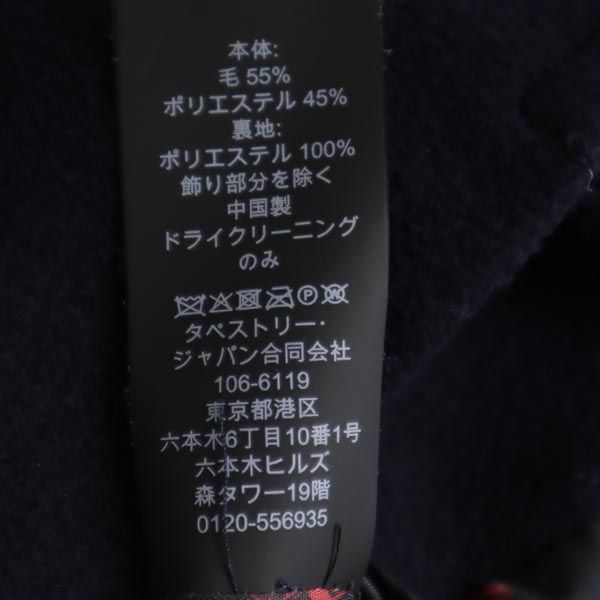 本体:
毛 55%
ポリエステル 45%
裏地:
ポリエステル 100%
飾り部分を除く
中国製
ドライクリーニング
のみ
タペストリー・
ジャパン合同会社
106-6119
東京都港区
六本木6丁目10番1号
六本木ヒルズ
森タワー19階
0120-556935